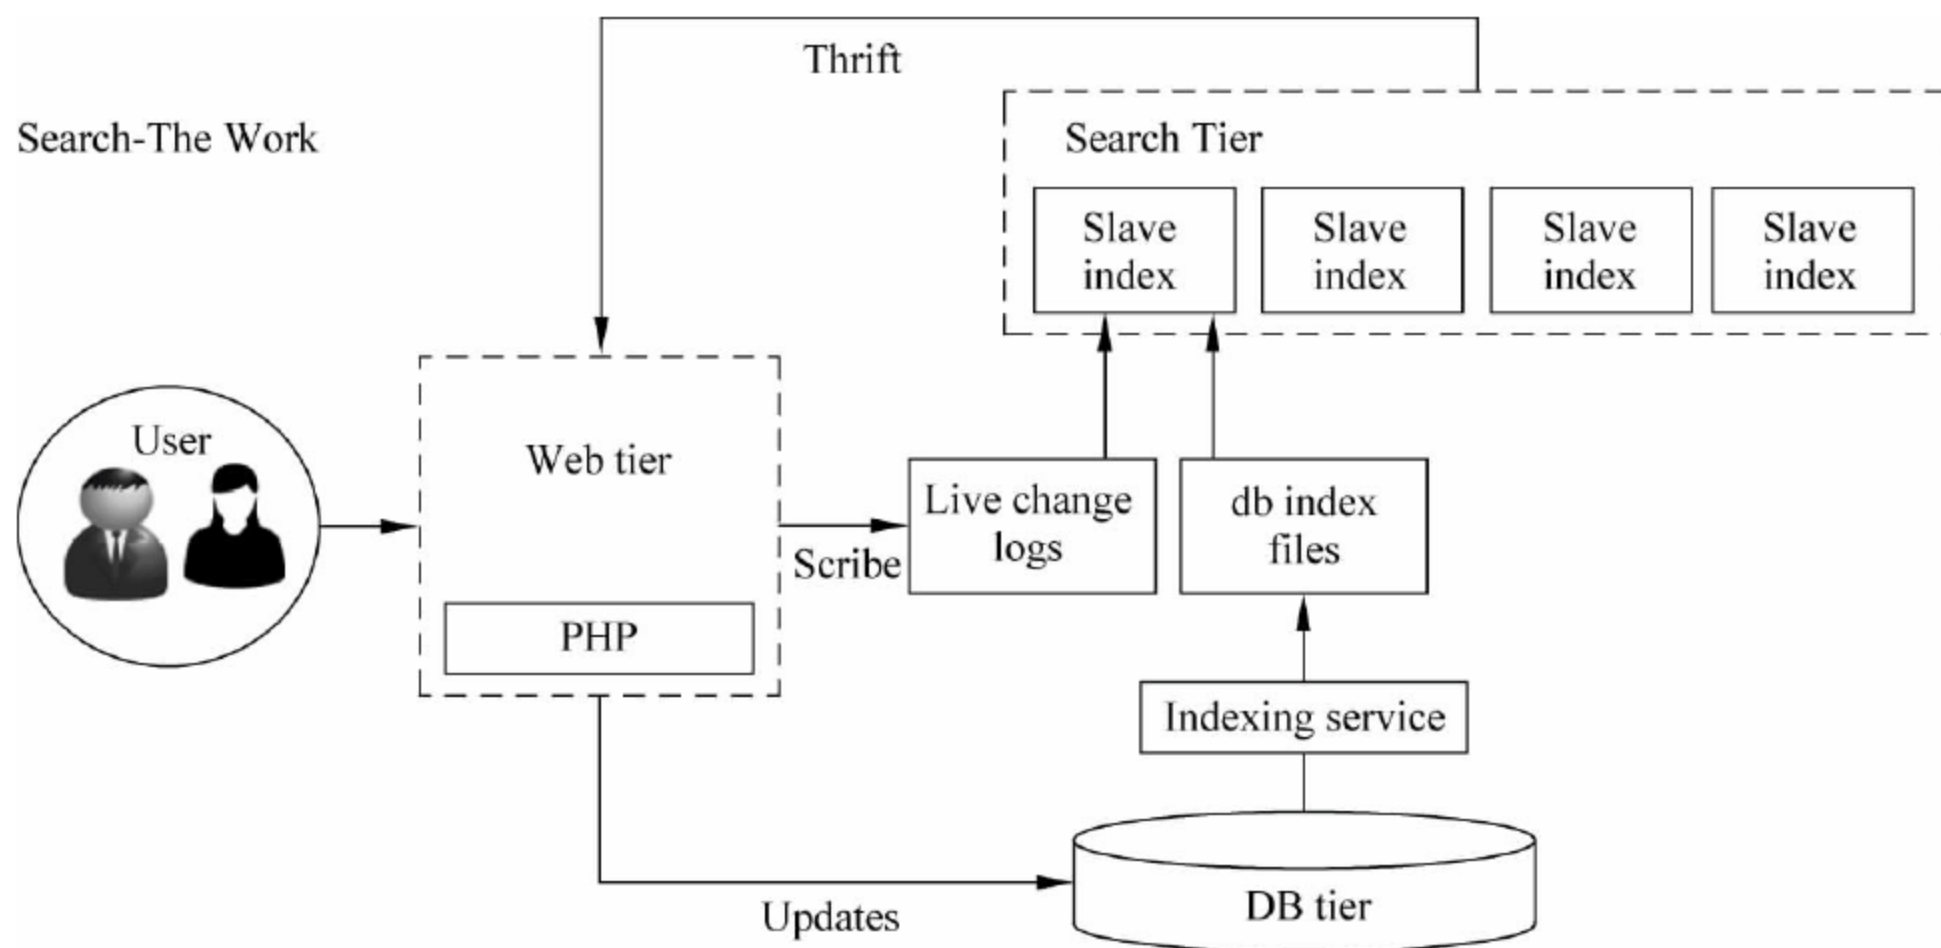 Thrift
Search-The Work
Search Tier
Slave
index
Slave
index
Slave
index
Slave
index
User
Web tier
PHP
Scribe
Live change
logs
db index
files
Indexing service
Updates
DB tier